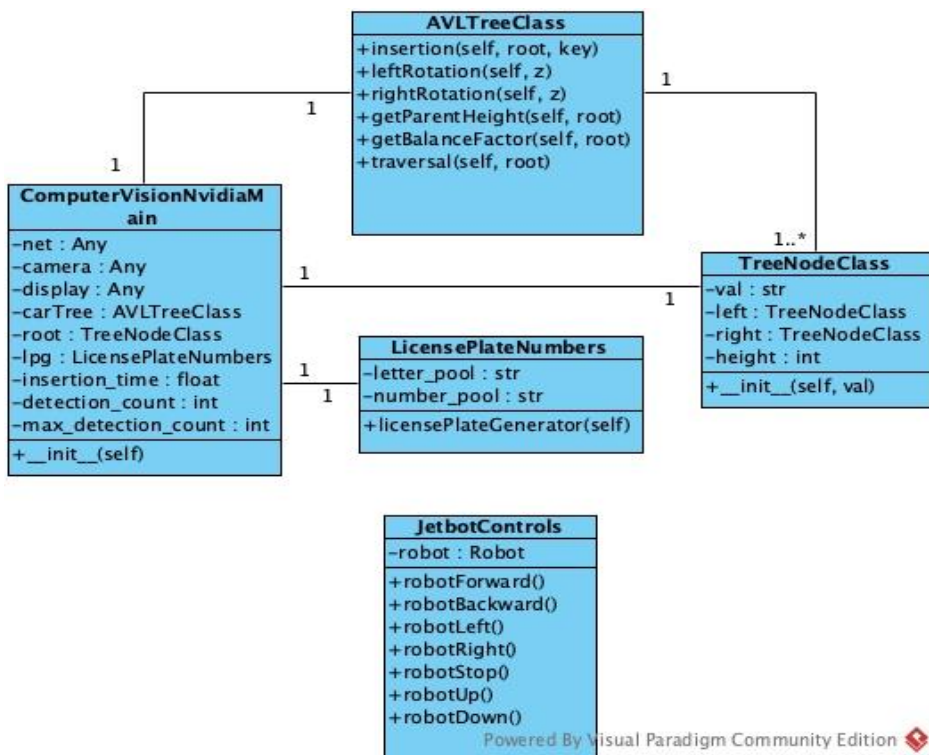 AVLTreeClass
+insertion(self, root, key)
+leftRotation(self, z)
+rightRotation(self, z)
+getParentHeight(self, root)
+getBalanceFactor(self, root)
+traversal(self, root)
1
1
1
1..*
ComputerVisionNvidiaM
ain
-net : Any
-camera : Any
-display : Any
-carTree : AVLTreeClass
-root : TreeNodeClass
-lpg : LicensePlateNumbers
-insertion_time : float
-detection_count : int
-max_detection_count : int
+__init__(self)
1
1
1
1
TreeNodeClass
-val : str
-left : TreeNodeClass
-right : TreeNodeClass
-height : int
+__init__(self, val)
LicensePlateNumbers
-letter_pool : str
-number_pool : str
+licensePlateGenerator(self)
JetbotControls
-robot : Robot
+robotForward()
+robotBackward()
+robotLeft()
+robotRight()
+robotStop()
+robotUp()
+robotDown()
Powered By Visual Paradigm Community Edition